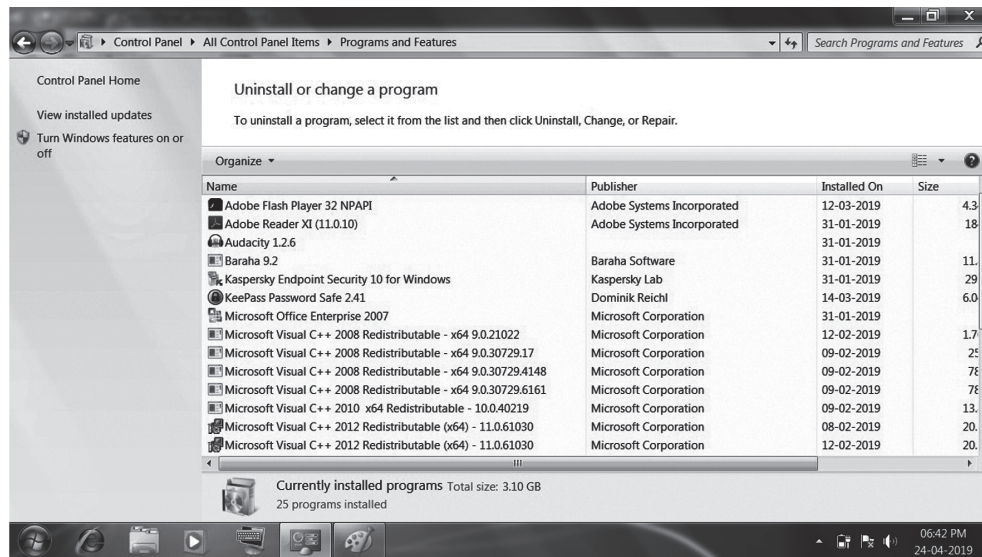 Control Panel ▸ All Control Panel Items ▸ Programs and Features
Search Programs and Features
Control Panel Home
View installed updates
Turn Windows features on or off
Uninstall or change a program
To uninstall a program, select it from the list and then click Uninstall, Change, or Repair.
Organize
Name Publisher Installed On Size
Adobe Flash Player 32 NPAPI Adobe Systems Incorporated 12-03-2019
Adobe Reader XI (11.0.10) Adobe Systems Incorporated 31-01-2019
Audacity 1.2.6 31-01-2019
Baraha 9.2 Baraha Software 31-01-2019 11.
Kaspersky Endpoint Security 10 for Windows Kaspersky Lab 31-01-2019 29
KeePass Password Safe 2.41 Dominik Reichl 14-03-2019 6.0
Microsoft Office Enterprise 2007 Microsoft Corporation 31-01-2019
Microsoft Visual C++ 2008 Redistributable - x64 9.0.21022 Microsoft Corporation 12-02-2019 1.7
Microsoft Visual C++ 2008 Redistributable - x64 9.0.30729.17 Microsoft Corporation 09-02-2019
Microsoft Visual C++ 2008 Redistributable - x64 9.0.30729.4148 Microsoft Corporation 09-02-2019
Microsoft Visual C++ 2008 Redistributable - x64 9.0.30729.6161 Microsoft Corporation 09-02-2019
Microsoft Visual C++ 2010 x64 Redistributable - 10.0.40219 Microsoft Corporation 09-02-2019 13.
Microsoft Visual C++ 2012 Redistributable (x64) - 11.0.61030 Microsoft Corporation 08-02-2019 20.
Microsoft Visual C++ 2012 Redistributable (x64) - 11.0.61030 Microsoft Corporation 12-02-2019 20.
Currently installed programs Total size: 3.10 GB
25 programs installed
06:42 PM
24-04-2019